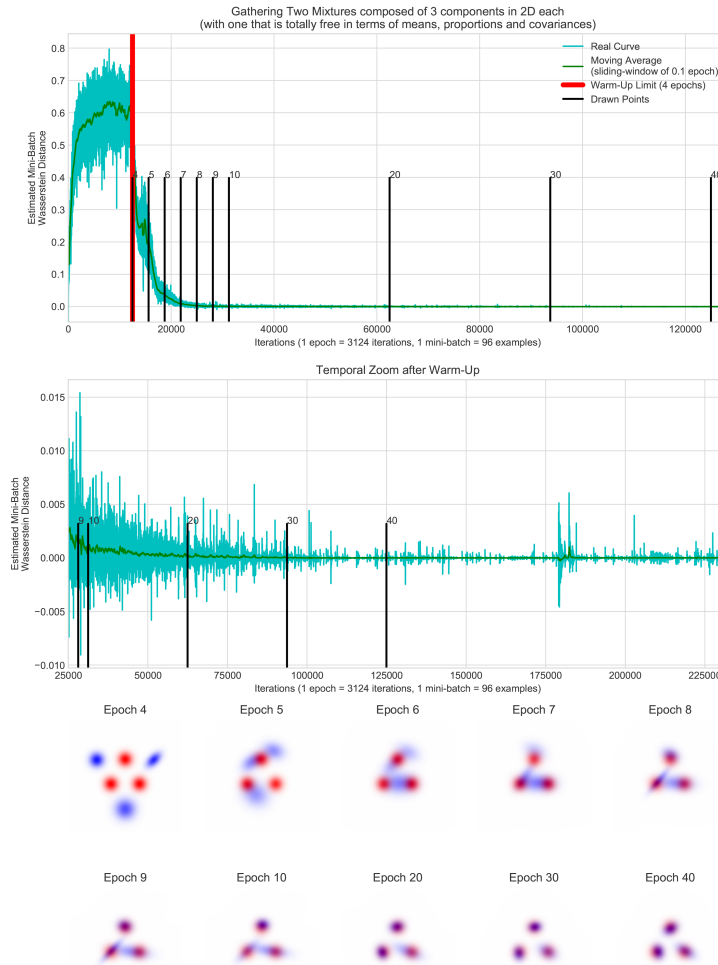 Gathering Two Mixtures composed of 3 components in 2D each
(with one that is totally free in terms of means, proportions and covariances)
Real Curve
Moving Average
(sliding-window of 0.1 epoch)
Warm-Up Limit (4 epochs)
Drawn Points
Estimated Mini-Batch
Wasserstein Distance
0.8
0.7
0.6
0.5
0.4
0.3
0.2
0.1
0.0
4 5 6 7 8 9 10 20 30 40
0 20000 40000 60000 80000 100000 120000
Iterations (1 epoch = 3124 iterations, 1 mini-batch = 96 examples)
Temporal Zoom after Warm-Up
Estimated Mini-Batch
Wasserstein Distance
0.015
0.010
0.005
0.000
−0.005
−0.010
9 10 20 30 40
25000 50000 75000 100000 125000 150000 175000 200000 225000
Iterations (1 epoch = 3124 iterations, 1 mini-batch = 96 examples)
Epoch 4 Epoch 5 Epoch 6 Epoch 7 Epoch 8
Epoch 9 Epoch 10 Epoch 20 Epoch 30 Epoch 40